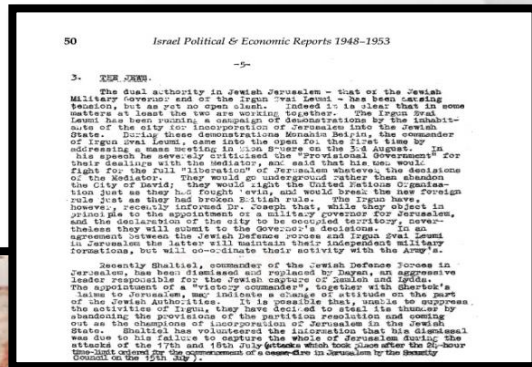 50 Israel Political & Economic Reports 1948–1953
-5-
3. THE JEWS.
The dual authority in Jewish Jerusalem - that of the Jewish
Military Governor and of the Irgun Zvai Leumi - has been causing
tension, but as yet no open clash. Indeed it is clear that in some
matters at least the two are working together. The Irgun Zvai
Leumi has been running a campaign of demonstrations by the inhabit-
ants of the city for incorporation of Jerusalem into the Jewish
State. During these demonstrations Menahim Beigin, the commander
of Irgun Zvai Leumi, came into the open for the first time by
addressing a mass meeting in Zion Square on the 3rd August. In
his speech he severely criticised the "Provisional Government" for
their dealings with the Mediator, and said that his men would
fight for the full "liberation" of Jerusalem whatever the decisions
of the Mediator. They would go underground rather than abandon
the City of David; they would fight the United Nations Organisa-
tion just as they had fought Bevin, and would break the new foreign
rule just as they had broken British rule. The Irgun have,
however, recently informed Dr. Joseph that, while they object in
principle to the appointment of a military governor for Jerusalem,
and the declaration of the city to be occupied territory, never-
theless they will submit to the Governor's decisions. In an
agreement between the Jewish Defence Forces and Irgun Zvai Leumi
in Jerusalem the latter will maintain their independent military
formations, but will co-ordinate their activity with the Army's.
Recently Shaltiel, commander of the Jewish Defence Forces in
Jerusalem, has been dismissed and replaced by Dayan, an aggressive
leader responsible for the Jewish capture of Ramleh and Lydda.
The appointment of a "victory commander", together with Shertok's
claims to Jerusalem, may indicate a change of attitude on the part
of the Jewish Authorities. It is possible that, unable to suppress
the activities of Irgun, they have decided to steal its thunder by
abandoning the provisions of the partition resolution and coming
out as the champions of incorporation of Jerusalem in the Jewish
State. Shaltiel has volunteered the information that his dismissal
was due to his failure to capture the whole of Jerusalem during the
attacks of the 17th and 18th July (attacks which took place after the 24-hour
time-limit ordered for the commencement of a cease-fire in Jerusalem by the Security
Council on the 15th July).